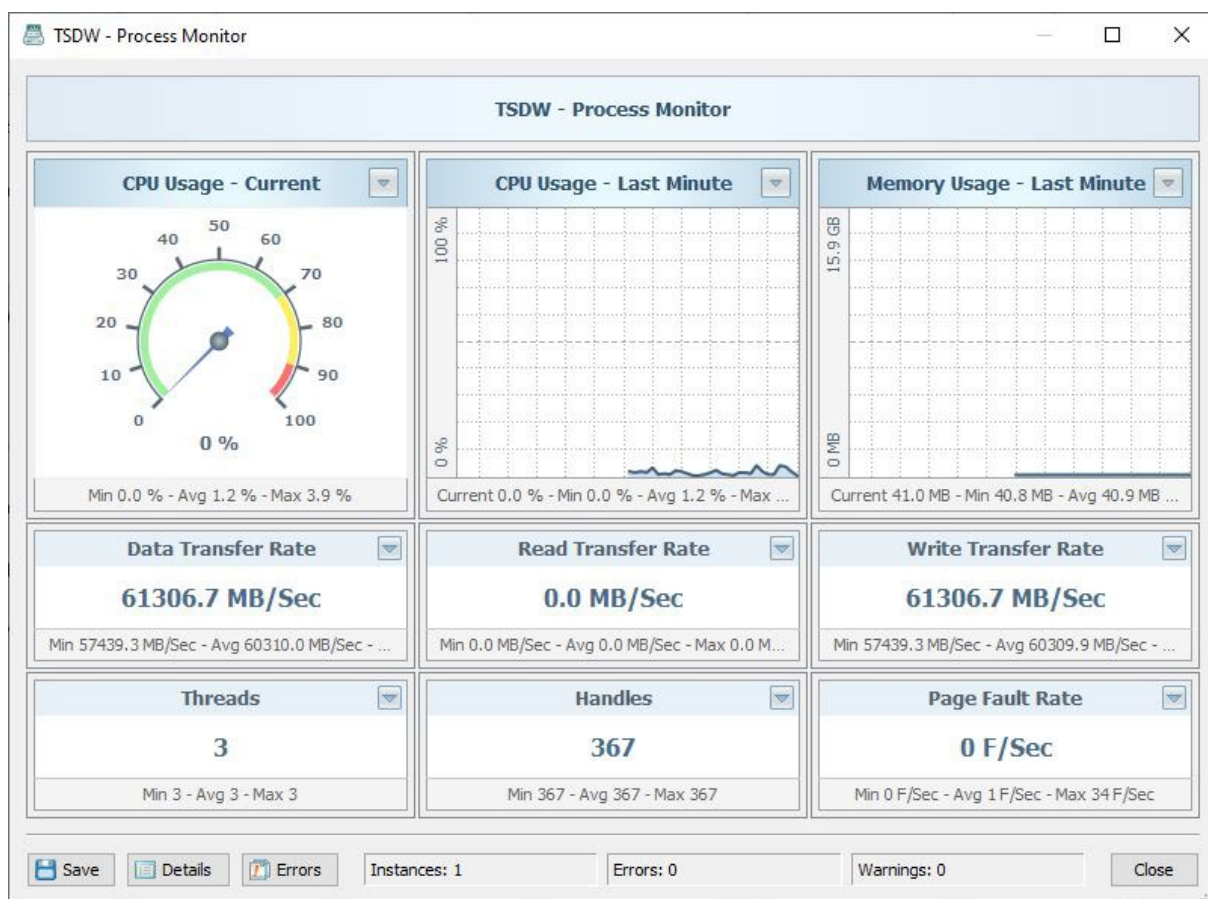 TSDW - Process Monitor
TSDW - Process Monitor
CPU Usage - Current
0
10
20
30
40
50
60
70
80
90
100
0 %
Min 0.0 % - Avg 1.2 % - Max 3.9 %
CPU Usage - Last Minute
100 %
0 %
Current 0.0 % - Min 0.0 % - Avg 1.2 % - Max ...
Memory Usage - Last Minute
15.9 GB
0 MB
Current 41.0 MB - Min 40.8 MB - Avg 40.9 MB ...
Data Transfer Rate
61306.7 MB/Sec
Min 57439.3 MB/Sec - Avg 60310.0 MB/Sec - ...
Read Transfer Rate
0.0 MB/Sec
Min 0.0 MB/Sec - Avg 0.0 MB/Sec - Max 0.0 M...
Write Transfer Rate
61306.7 MB/Sec
Min 57439.3 MB/Sec - Avg 60309.9 MB/Sec - ...
Threads
3
Min 3 - Avg 3 - Max 3
Handles
367
Min 367 - Avg 367 - Max 367
Page Fault Rate
0 F/Sec
Min 0 F/Sec - Avg 1 F/Sec - Max 34 F/Sec
Save
Details
Errors
Instances: 1
Errors: 0
Warnings: 0
Close